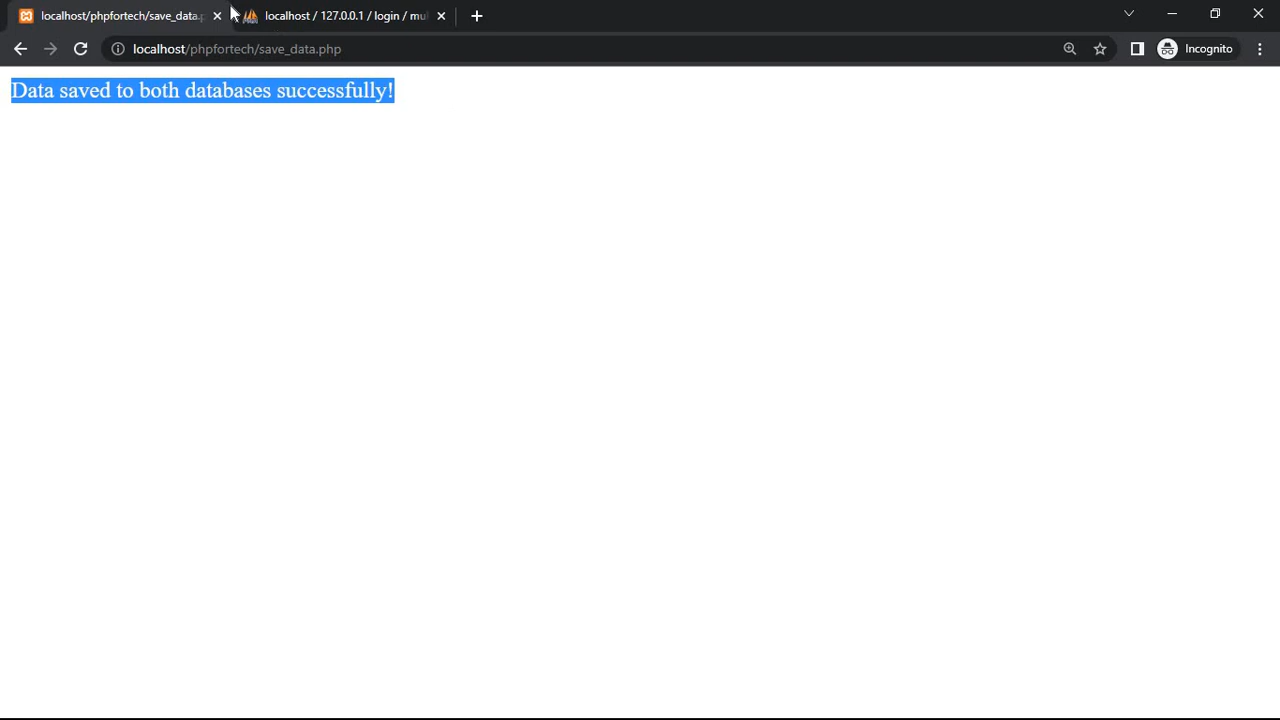 localhost/phpfortech/save_data.p
localhost / 127.0.0.1 / login / mul
localhost/phpfortech/save_data.php
Incognito
Data saved to both databases successfully!